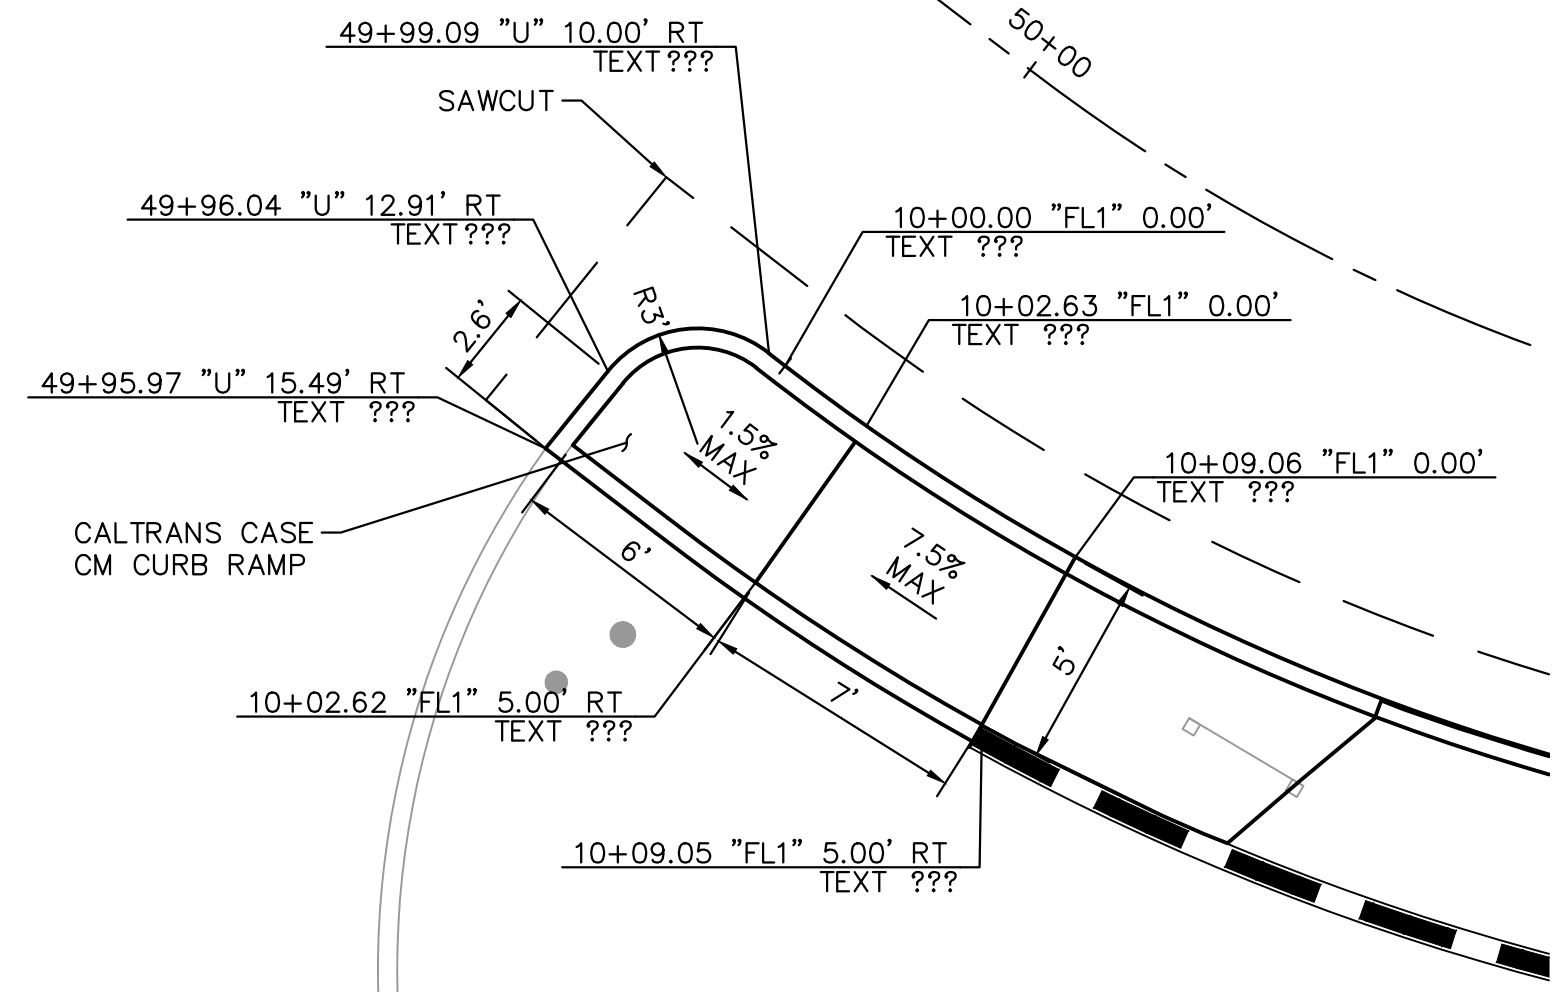 49+99.09 "U" 10.00' RT
TEXT ???
50+00
SAWCUT
49+96.04 "U" 12.91' RT
TEXT ???
10+00.00 "FL1" 0.00'
TEXT ???
R3'
2.6'
10+02.63 "FL1" 0.00'
TEXT ???
49+95.97 "U" 15.49' RT
TEXT ???
1.5%
MAX
10+09.06 "FL1" 0.00'
TEXT ???
CALTRANS CASE
CM CURB RAMP
6'
7.5%
MAX
5'
7'
10+02.62 "FL1" 5.00' RT
TEXT ???
10+09.05 "FL1" 5.00' RT
TEXT ???